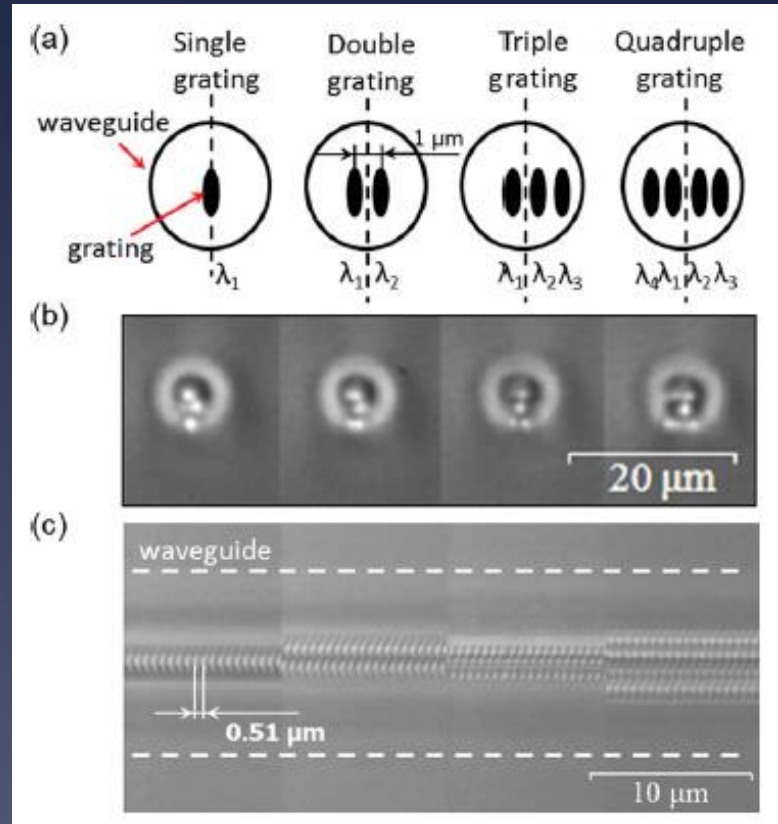 (a)
Single grating
Double grating
Triple grating
Quadruple grating
waveguide
1 μm
grating
λ₁
λ₁ λ₂
λ₁ λ₂ λ₃
λ₄ λ₁ λ₂ λ₃
(b)
20 μm
(c)
waveguide
0.51 μm
10 μm